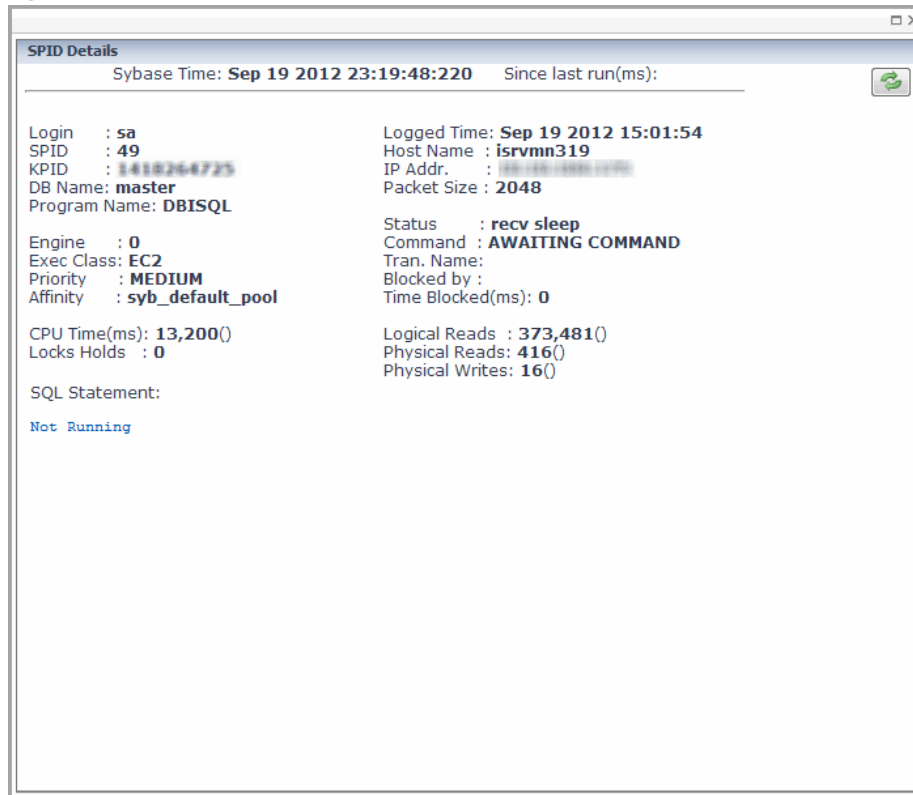 SPID Details
Sybase Time: Sep 19 2012 23:19:48:220 Since last run(ms):
Login : sa
SPID : 49
KPID :
DB Name: master
Program Name: DBISQL
Engine : 0
Exec Class: EC2
Priority : MEDIUM
Affinity : syb_default_pool
CPU Time(ms): 13,200()
Locks Holds : 0
Logged Time: Sep 19 2012 15:01:54
Host Name : isrvmn319
IP Addr. :
Packet Size : 2048
Status : recv sleep
Command : AWAITING COMMAND
Tran. Name:
Blocked by :
Time Blocked(ms): 0
Logical Reads : 373,481()
Physical Reads: 416()
Physical Writes: 16()
SQL Statement:
Not Running